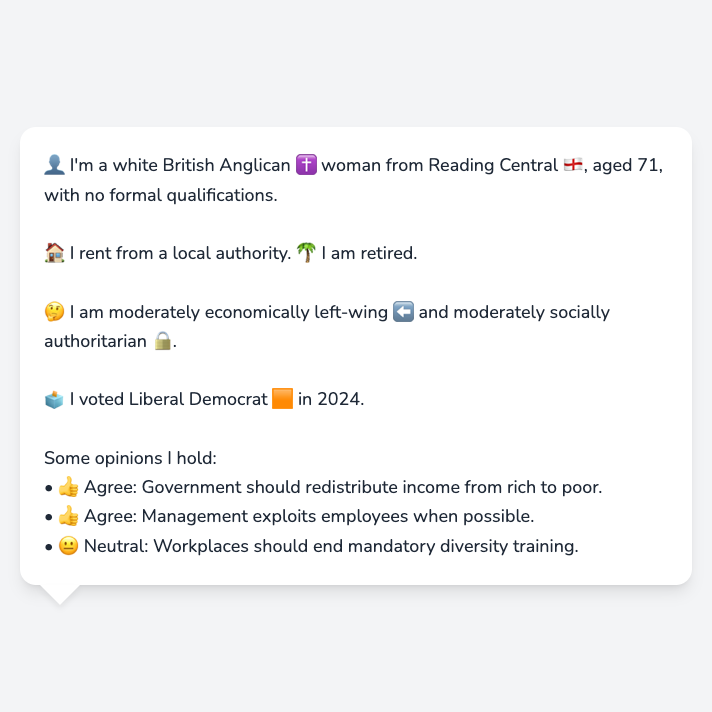 👤 I'm a white British Anglican ✝️ woman from Reading Central 🏴󠁧󠁢󠁥󠁮󠁧󠁿, aged 71,
with no formal qualifications.
🏠 I rent from a local authority. 🌴 I am retired.
🤔 I am moderately economically left-wing ⬅️ and moderately socially
authoritarian 🔒.
🗳️ I voted Liberal Democrat 🟧 in 2024.
Some opinions I hold:
• 👍 Agree: Government should redistribute income from rich to poor.
• 👍 Agree: Management exploits employees when possible.
• 😐 Neutral: Workplaces should end mandatory diversity training.